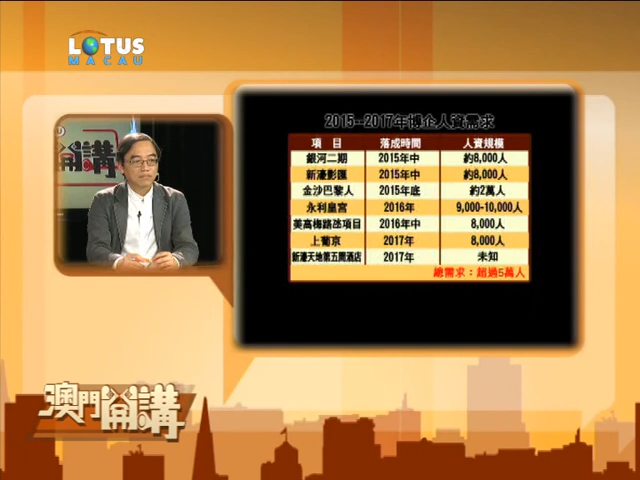 LOTUS
MACAU
2015--2017年博企人資需求
項 目 落成時間 人資規模
銀河二期 2015年中 約8,000人
新濠影匯 2015年中 約8,000人
金沙巴黎人 2015年底 約2萬人
永利皇宮 2016年 9,000-10,000人
美高梅路氹項目 2016年中 8,000人
上葡京 2017年 8,000人
新濠天地第五間酒店 2017年 未知
總需求：超過5萬人
開講
澳門開講